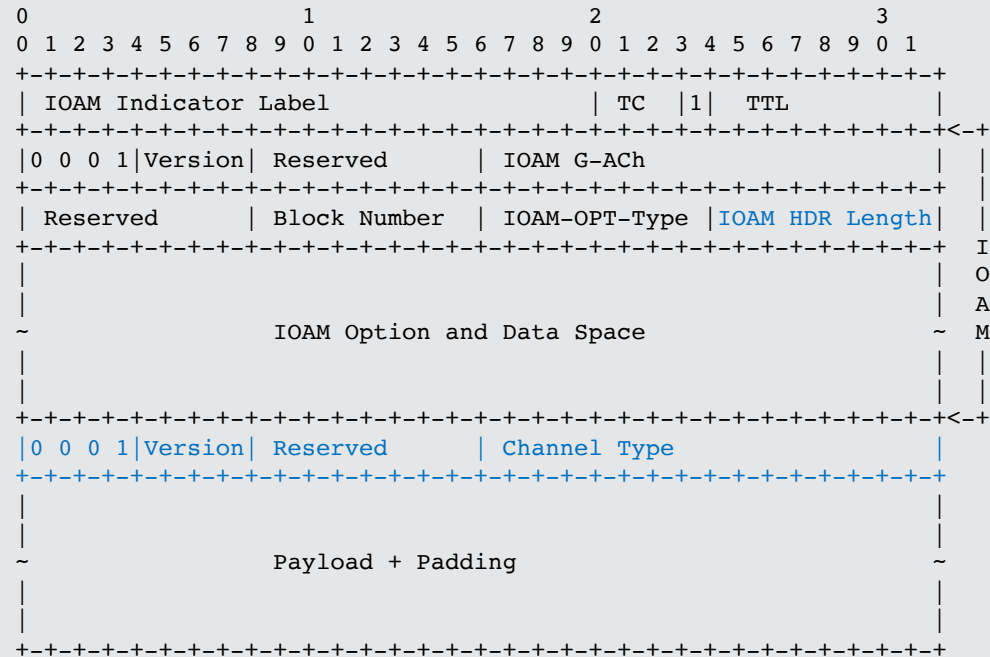 0                   1                   2                   3
0 1 2 3 4 5 6 7 8 9 0 1 2 3 4 5 6 7 8 9 0 1 2 3 4 5 6 7 8 9 0 1
+-+-+-+-+-+-+-+-+-+-+-+-+-+-+-+-+-+-+-+-+-+-+-+-+-+-+-+-+-+-+-+-+
| IOAM Indicator Label                  | TC  |1|  TTL          |
+-+-+-+-+-+-+-+-+-+-+-+-+-+-+-+-+-+-+-+-+-+-+-+-+-+-+-+-+-+-+-+-+<-+
|0 0 0 1|Version| Reserved      | IOAM G-ACh                    |  |
+-+-+-+-+-+-+-+-+-+-+-+-+-+-+-+-+-+-+-+-+-+-+-+-+-+-+-+-+-+-+-+-+  |
| Reserved      | Block Number  | IOAM-OPT-Type |IOAM HDR Length|  |
+-+-+-+-+-+-+-+-+-+-+-+-+-+-+-+-+-+-+-+-+-+-+-+-+-+-+-+-+-+-+-+-+  I
|                                                               |  O
|                                                               |  A
~                 IOAM Option and Data Space                    ~  M
|                                                               |  |
|                                                               |  |
+-+-+-+-+-+-+-+-+-+-+-+-+-+-+-+-+-+-+-+-+-+-+-+-+-+-+-+-+-+-+-+-+<-+
|0 0 0 1|Version| Reserved      | Channel Type                  |
+-+-+-+-+-+-+-+-+-+-+-+-+-+-+-+-+-+-+-+-+-+-+-+-+-+-+-+-+-+-+-+-+
|                                                               |
|                                                               |
~                 Payload + Padding                             ~
|                                                               |
|                                                               |
+-+-+-+-+-+-+-+-+-+-+-+-+-+-+-+-+-+-+-+-+-+-+-+-+-+-+-+-+-+-+-+-+